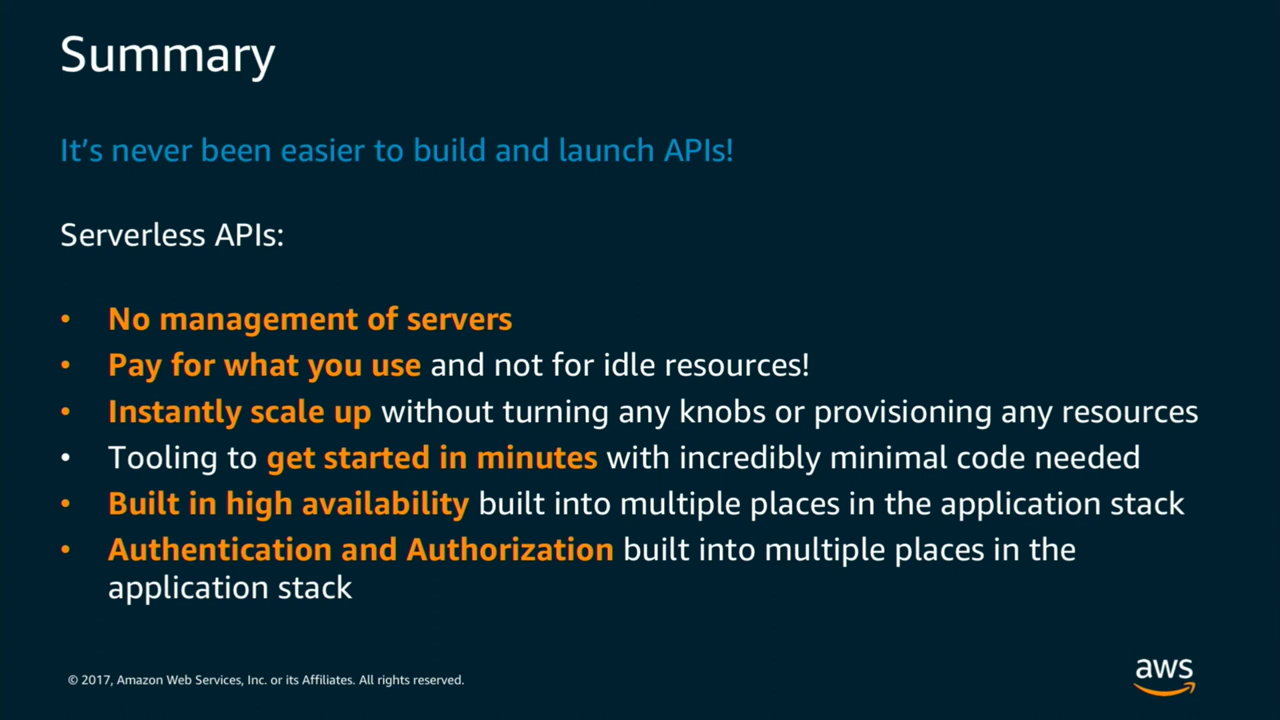 Summary
It's never been easier to build and launch APIs!
Serverless APIs:
• No management of servers
• Pay for what you use and not for idle resources!
• Instantly scale up without turning any knobs or provisioning any resources
• Tooling to get started in minutes with incredibly minimal code needed
• Built in high availability built into multiple places in the application stack
• Authentication and Authorization built into multiple places in the
application stack
© 2017, Amazon Web Services, Inc. or its Affiliates. All rights reserved.
aws